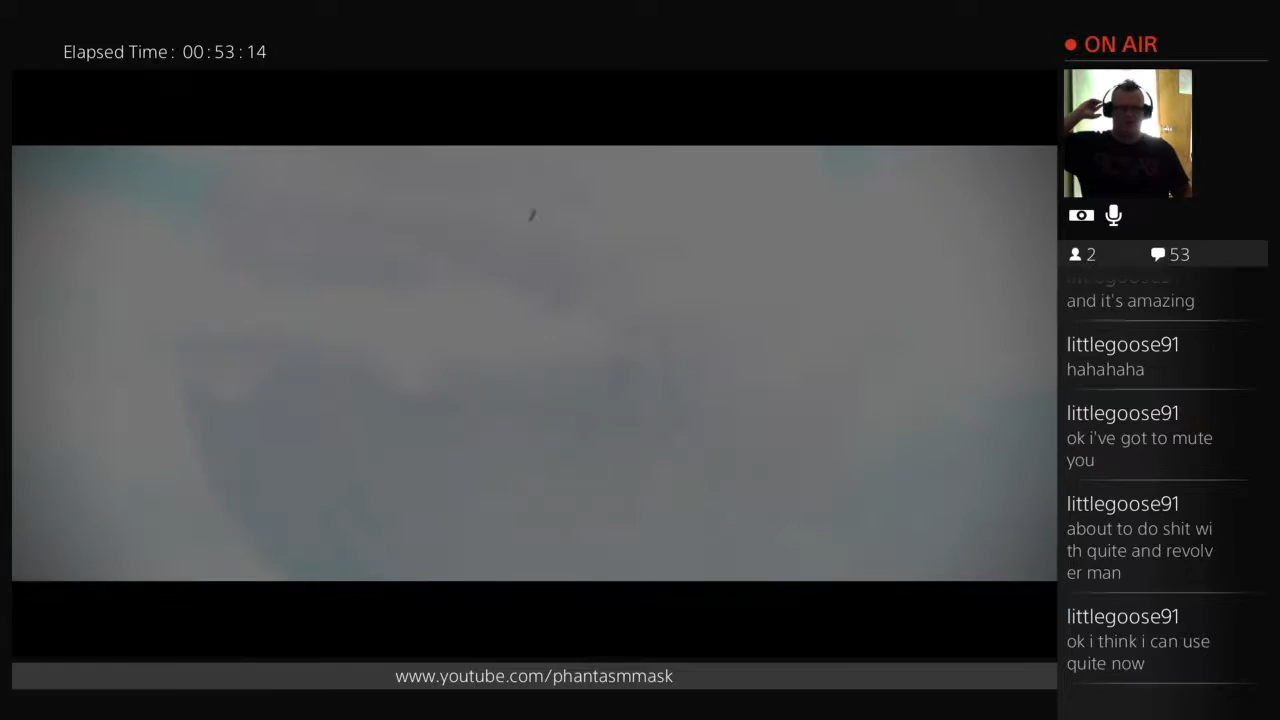 Elapsed Time: 00:53:14
ON AIR
2
53
and it's amazing
littlegoose91
hahahaha
littlegoose91
ok i've got to mute
you
littlegoose91
about to do shit wi
th quite and revolv
er man
littlegoose91
ok i think i can use
quite now
www.youtube.com/phantasmmask